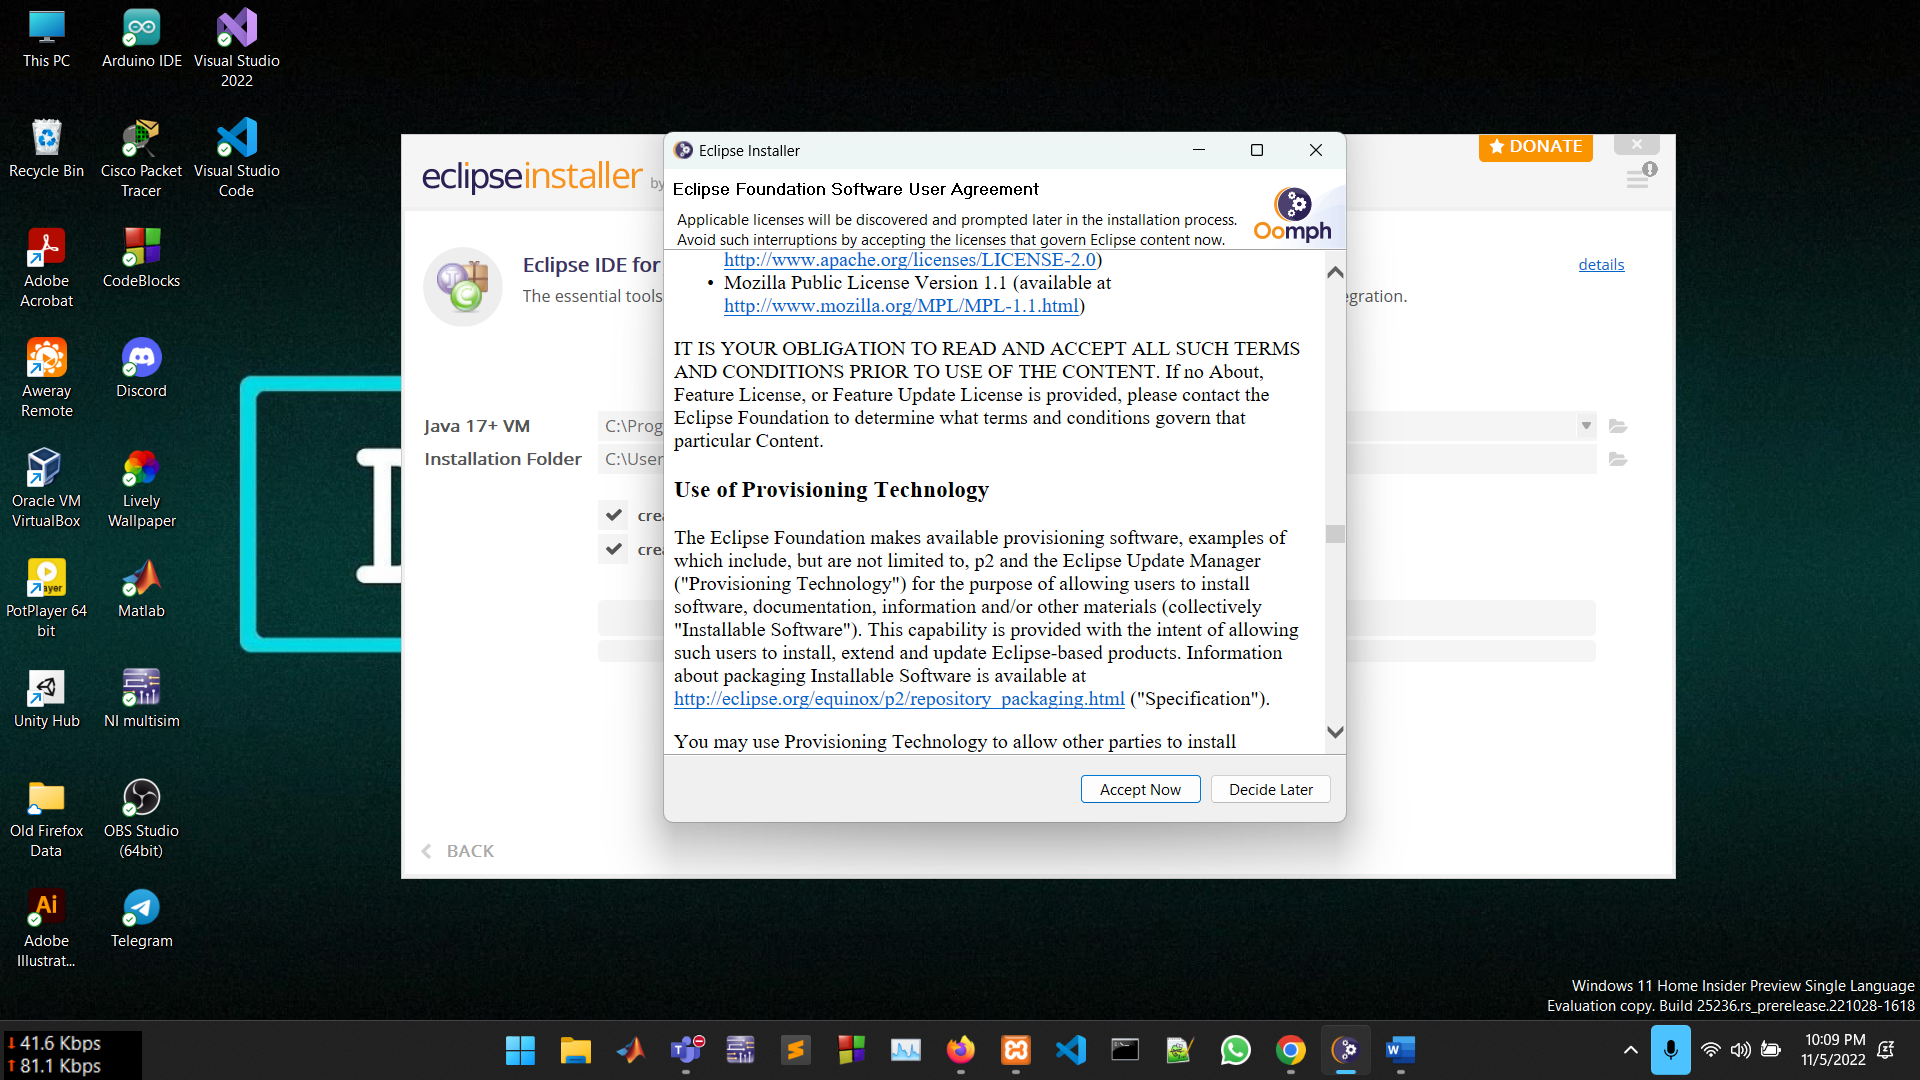 This PC
Arduino IDE
Visual Studio
2022
Recycle Bin
Cisco Packet
Tracer
Visual Studio
Code
Adobe
Acrobat
CodeBlocks
Aweray
Remote
Discord
Oracle VM
VirtualBox
Lively
Wallpaper
PotPlayer 64
bit
Matlab
Unity Hub
NI multisim
Old Firefox
Data
OBS Studio
(64bit)
Adobe
Illustrat...
Telegram
eclipseinstaller by
DONATE
Eclipse IDE for
The essential tools
egration.
details
Java 17+ VM
C:\Prog
Installation Folder
C:\User
crea
crea
BACK
Eclipse Installer
Eclipse Foundation Software User Agreement
Applicable licenses will be discovered and prompted later in the installation process.
Avoid such interruptions by accepting the licenses that govern Eclipse content now.
Oomph
http://www.apache.org/licenses/LICENSE-2.0)
• Mozilla Public License Version 1.1 (available at
http://www.mozilla.org/MPL/MPL-1.1.html)
IT IS YOUR OBLIGATION TO READ AND ACCEPT ALL SUCH TERMS
AND CONDITIONS PRIOR TO USE OF THE CONTENT. If no About,
Feature License, or Feature Update License is provided, please contact the
Eclipse Foundation to determine what terms and conditions govern that
particular Content.
Use of Provisioning Technology
The Eclipse Foundation makes available provisioning software, examples of
which include, but are not limited to, p2 and the Eclipse Update Manager
("Provisioning Technology") for the purpose of allowing users to install
software, documentation, information and/or other materials (collectively
"Installable Software"). This capability is provided with the intent of allowing
such users to install, extend and update Eclipse-based products. Information
about packaging Installable Software is available at
http://eclipse.org/equinox/p2/repository_packaging.html ("Specification").
You may use Provisioning Technology to allow other parties to install
Accept Now
Decide Later
Windows 11 Home Insider Preview Single Language
Evaluation copy. Build 25236.rs_prerelease.221028-1618
41.6 Kbps
81.1 Kbps
10:09 PM
11/5/2022